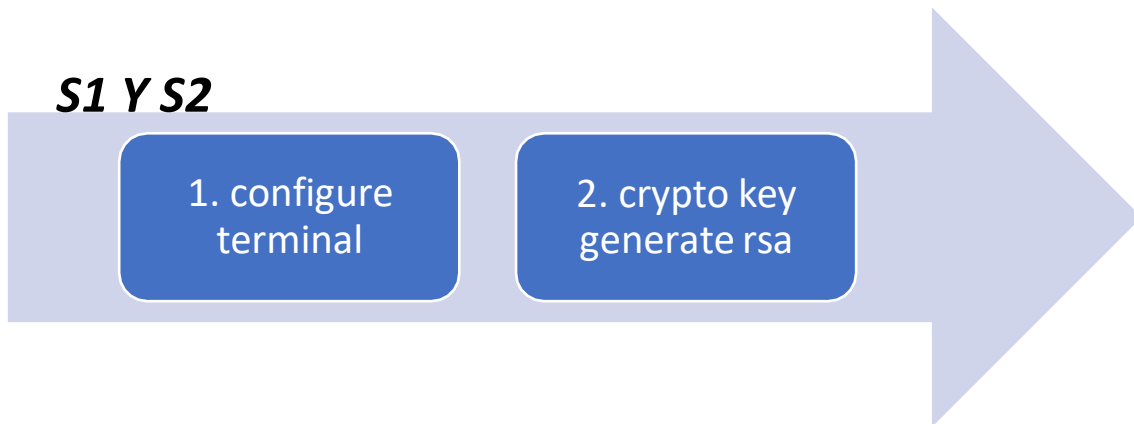 S1 Y S2
1. configure
terminal
2. crypto key
generate rsa